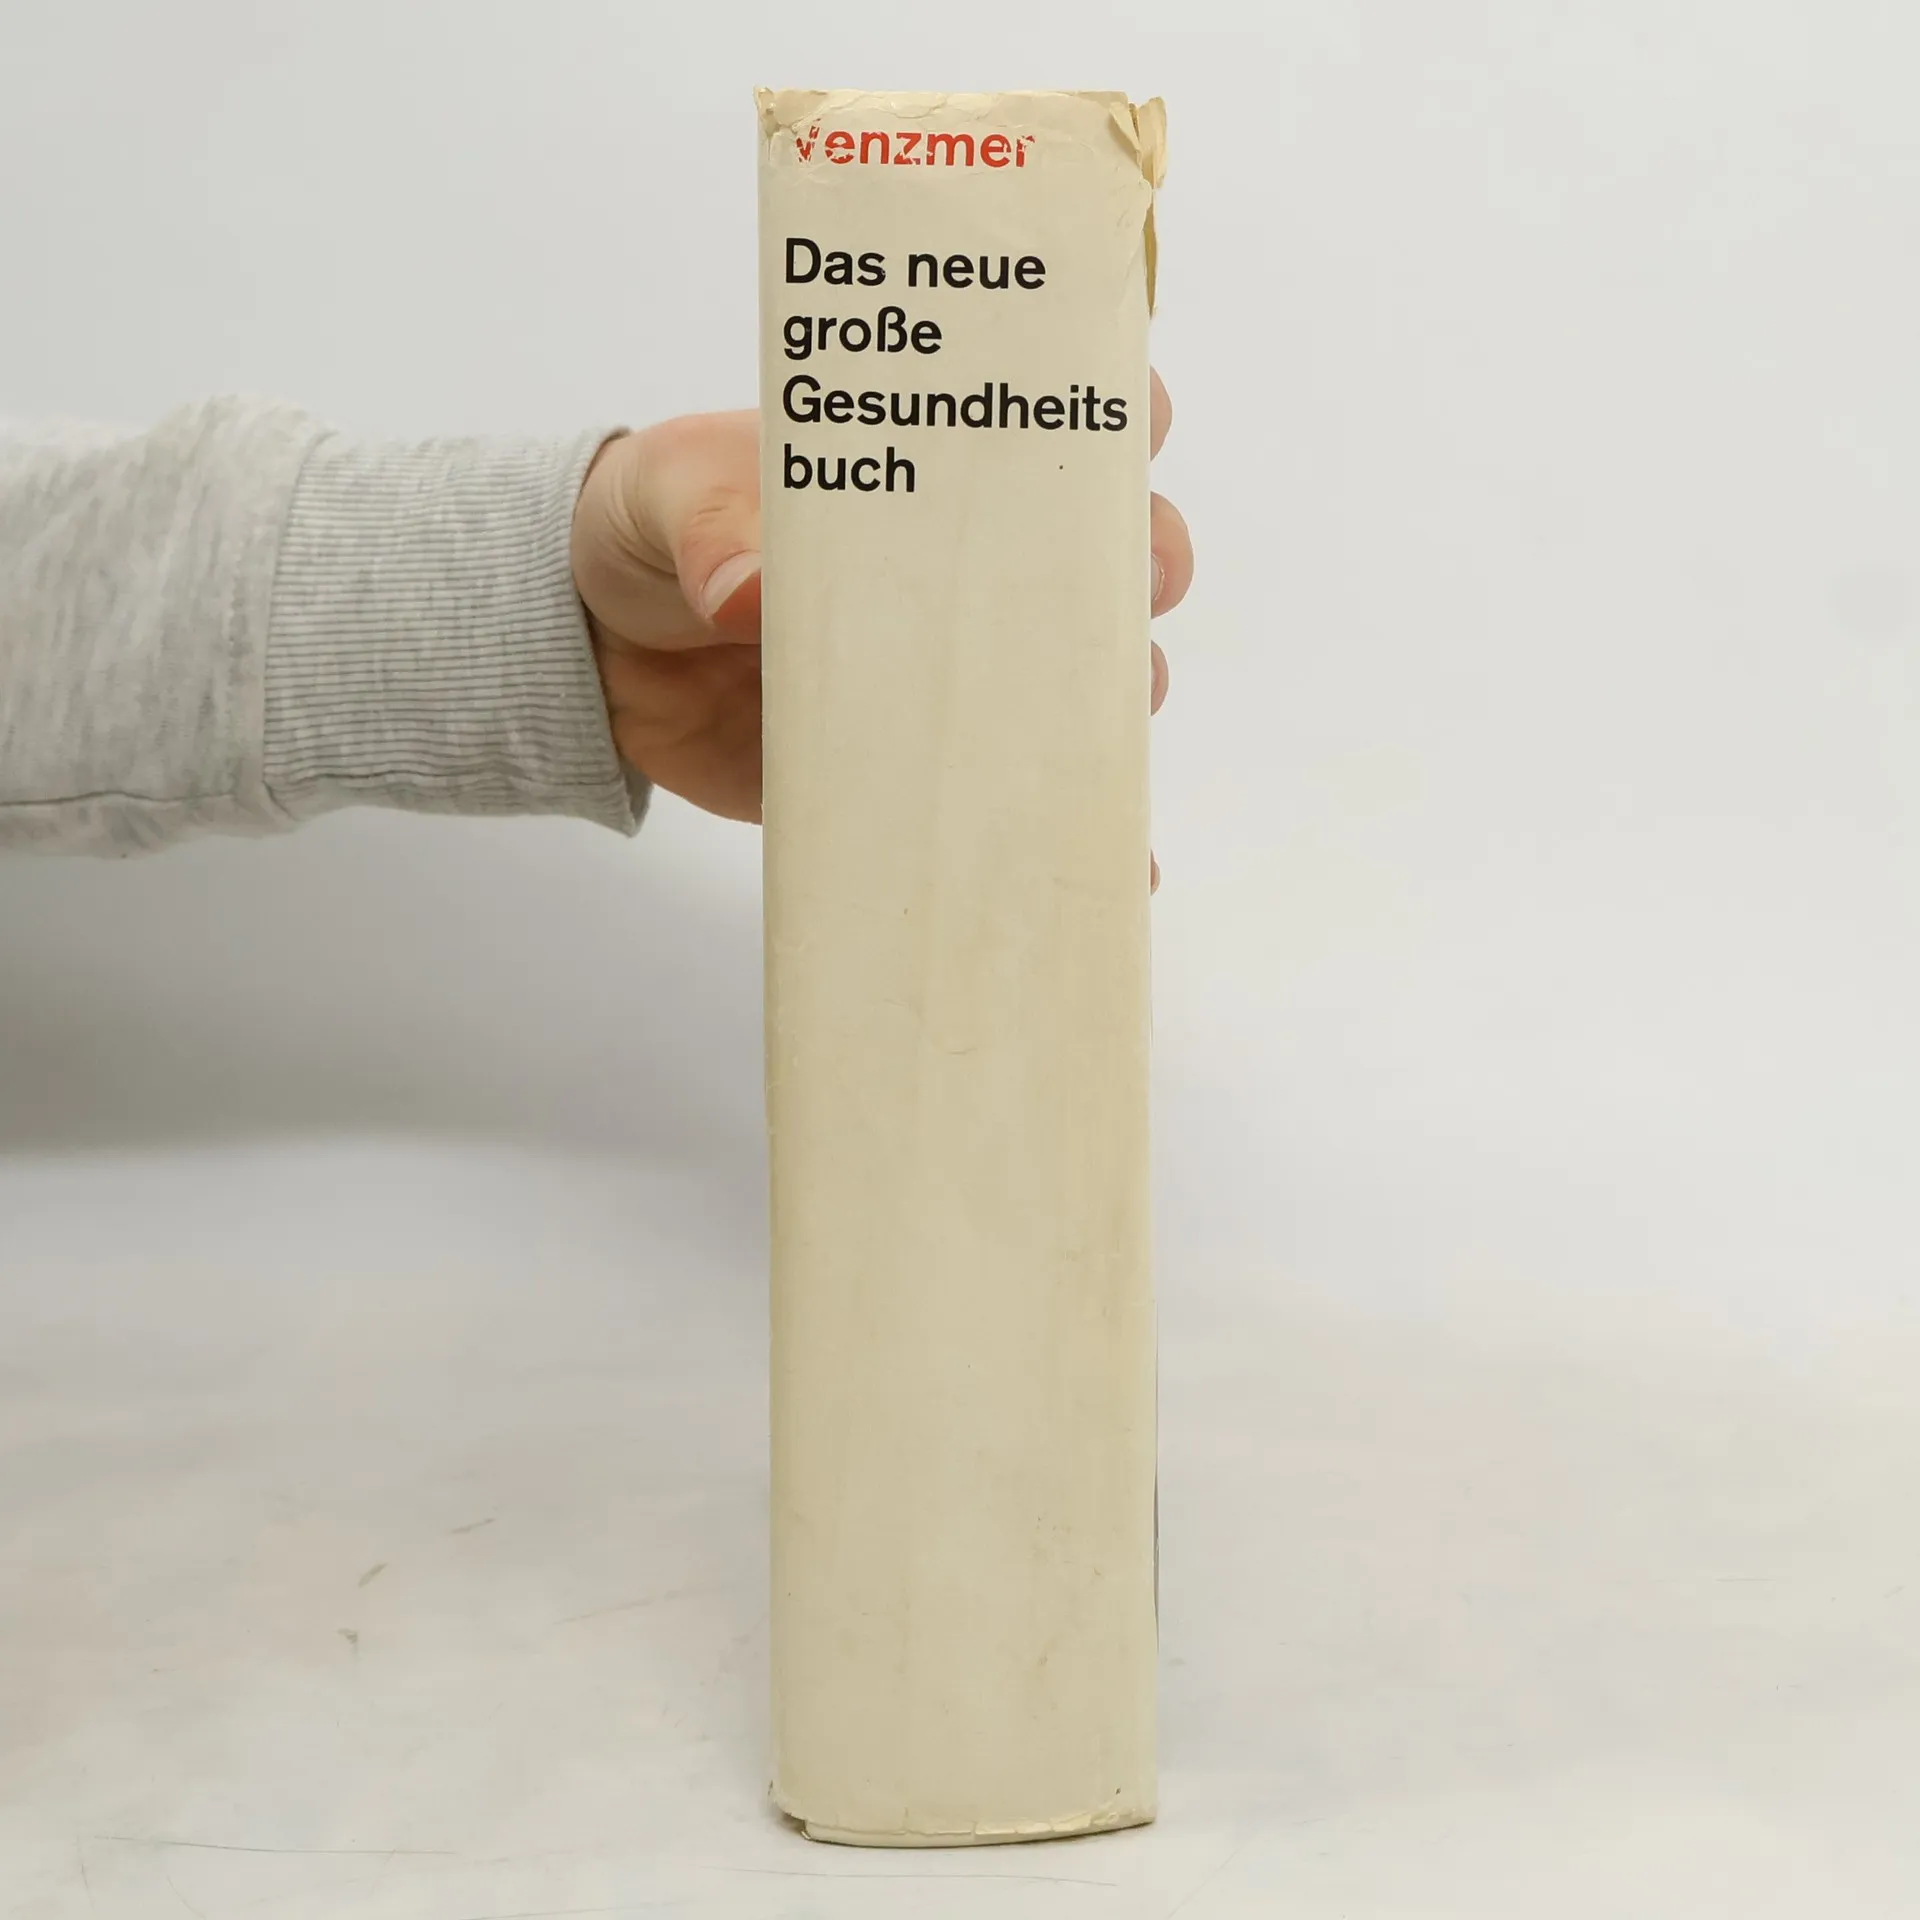 Venzmer
Das neue
große
Gesundheits
buch